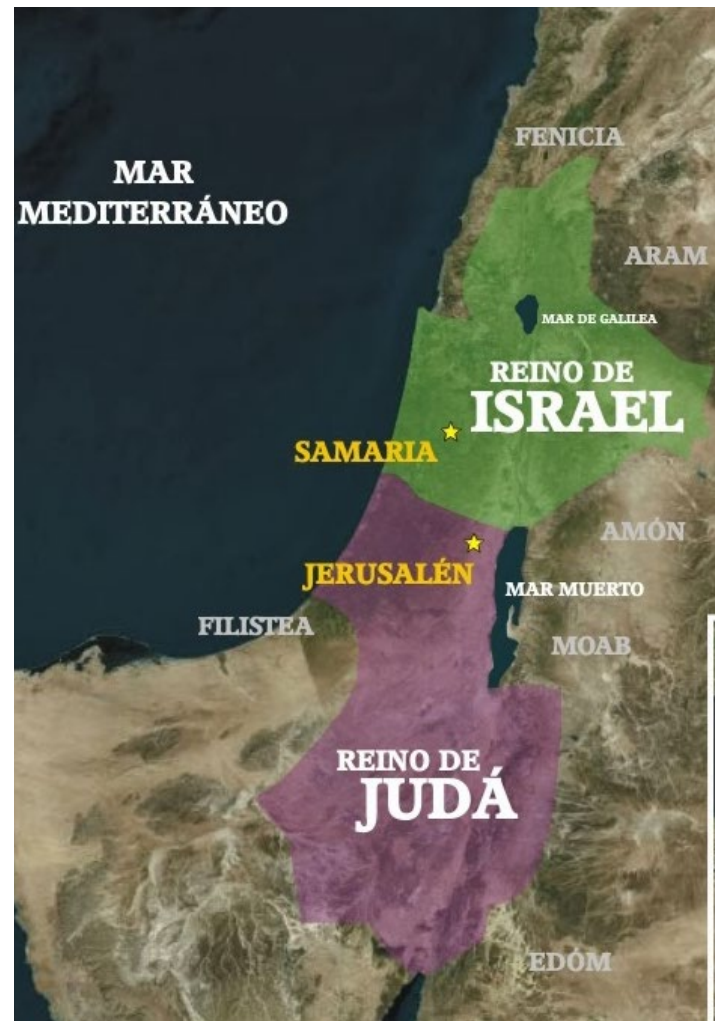 FENICIA
MAR
MEDITERRÁNEO
ARAM
MAR DE GALILEA
REINO DE
ISRAEL
SAMARIA
AMÓN
JERUSALÉN
MAR MUERTO
FILISTEA
MOAB
REINO DE
JUDÁ
EDÓM